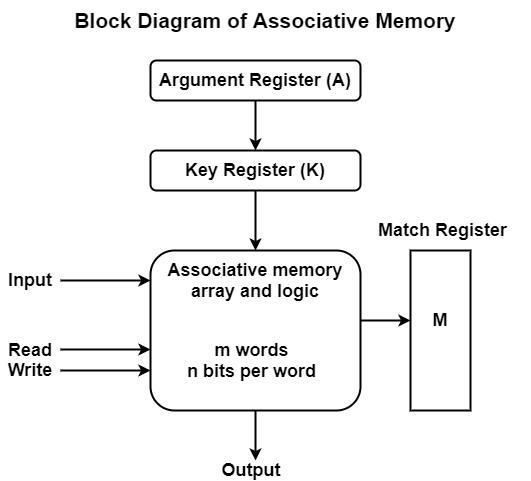 Block Diagram of Associative Memory
Argument Register (A)
Key Register (K)
Match Register
Input
Associative memory
array and logic
M
Read
Write
m words
n bits per word
Output